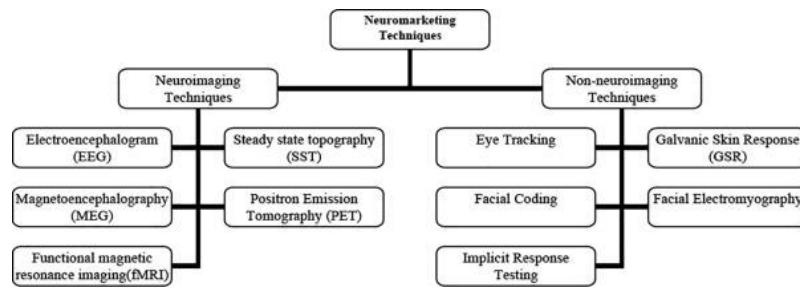 Neuromarketing
Techniques
Neuroimaging
Techniques
Non-neuroimaging
Techniques
Electroencephalogram
(EEG)
Steady state topography
(SST)
Eye Tracking
Galvanic Skin Response
(GSR)
Magnetoencephalography
(MEG)
Positron Emission
Tomography (PET)
Facial Coding
Facial Electromyography
Functional magnetic
resonance imaging(fMRI)
Implicit Response
Testing